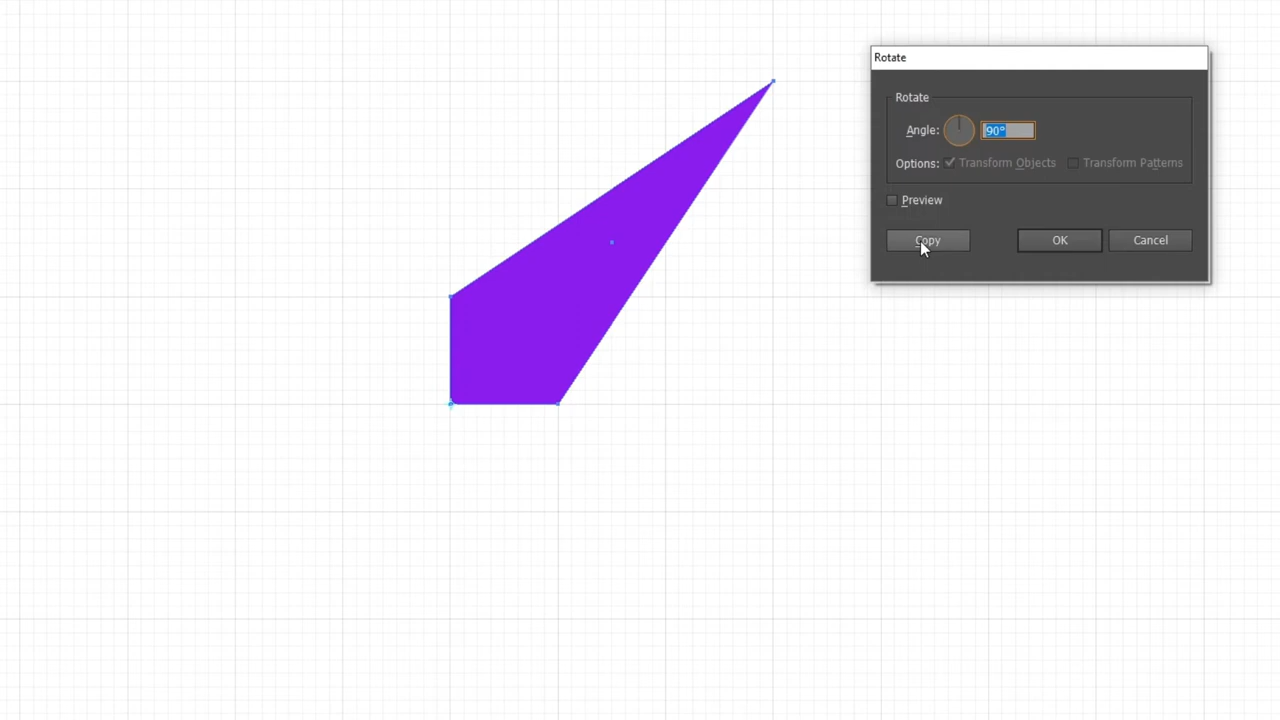 Rotate
Rotate
Angle: 90°
Options: Transform Objects Transform Patterns
Preview
Copy OK Cancel